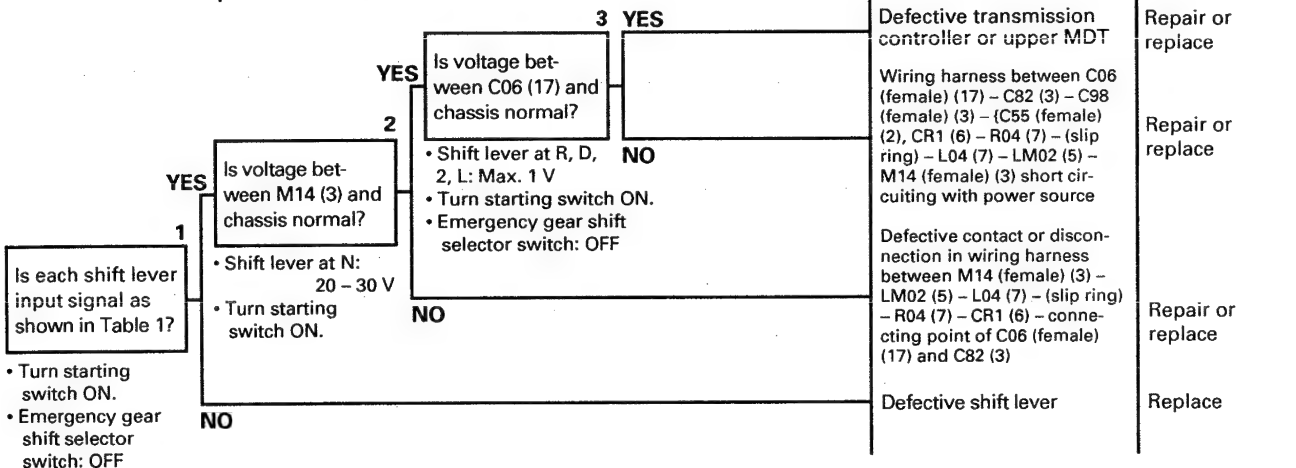 3 YES
Is voltage bet-
ween C06 (17) and
chassis normal?
YES
• Shift lever at R, D,
2, L: Max. 1 V
• Turn starting switch ON.
• Emergency gear shift
selector switch: OFF
NO
2
Is voltage bet-
ween M14 (3) and
chassis normal?
YES
• Shift lever at N:
20 – 30 V
• Turn starting
switch ON.
NO
1
Is each shift lever
input signal as
shown in Table 1?
• Turn starting
switch ON.
• Emergency gear
shift selector
switch: OFF
NO
Defective transmission
controller or upper MDT
Repair or
replace
Wiring harness between C06
(female) (17) – C82 (3) – C98
(female) (3) – (C55 (female)
(2), CR1 (6) – R04 (7) – (slip
ring) – L04 (7) – LM02 (5) –
M14 (female) (3) short cir-
cuiting with power source
Repair or
replace
Defective contact or discon-
nection in wiring harness
between M14 (female) (3) –
LM02 (5) – L04 (7) – (slip ring)
– R04 (7) – CR1 (6) – conne-
cting point of C06 (female)
(17) and C82 (3)
Repair or
replace
Defective shift lever
Replace